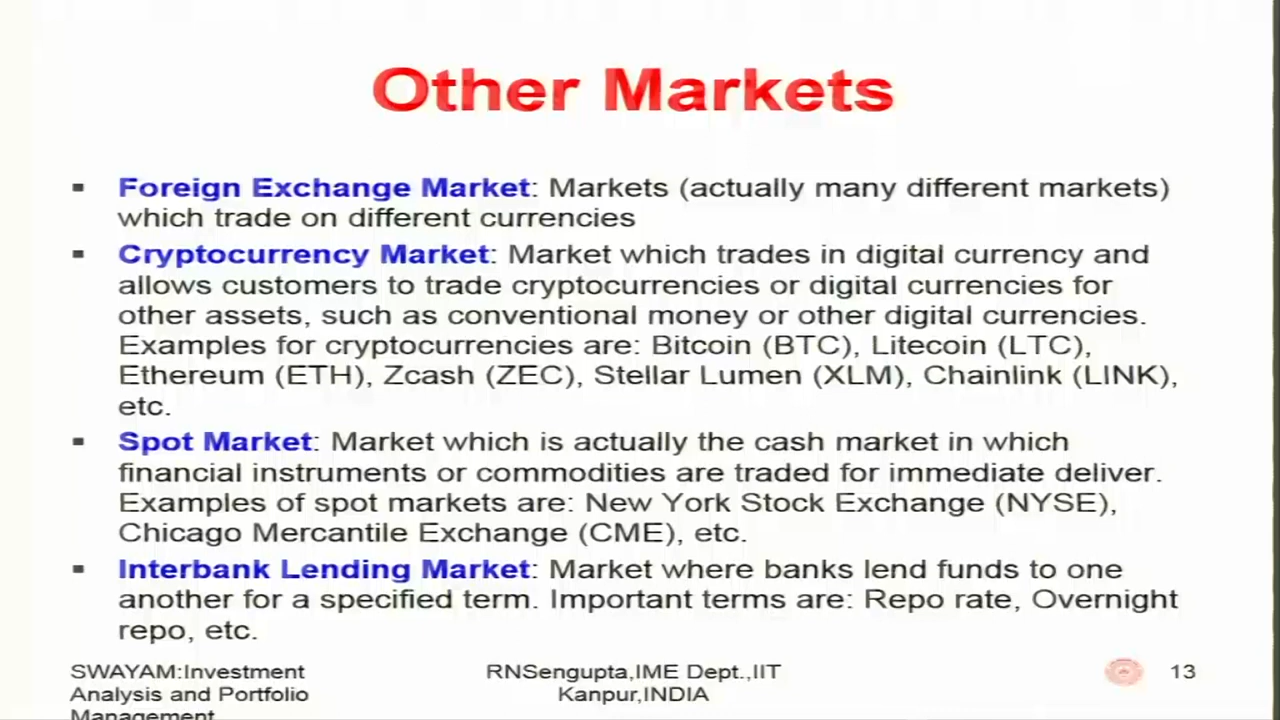 Other Markets
▪ Foreign Exchange Market: Markets (actually many different markets)
which trade on different currencies
▪ Cryptocurrency Market: Market which trades in digital currency and
allows customers to trade cryptocurrencies or digital currencies for
other assets, such as conventional money or other digital currencies.
Examples for cryptocurrencies are: Bitcoin (BTC), Litecoin (LTC),
Ethereum (ETH), Zcash (ZEC), Stellar Lumen (XLM), Chainlink (LINK),
etc.
▪ Spot Market: Market which is actually the cash market in which
financial instruments or commodities are traded for immediate deliver.
Examples of spot markets are: New York Stock Exchange (NYSE),
Chicago Mercantile Exchange (CME), etc.
▪ Interbank Lending Market: Market where banks lend funds to one
another for a specified term. Important terms are: Repo rate, Overnight
repo, etc.
SWAYAM:Investment
Analysis and Portfolio
Management
RNSengupta,IME Dept.,IIT
Kanpur,INDIA
13